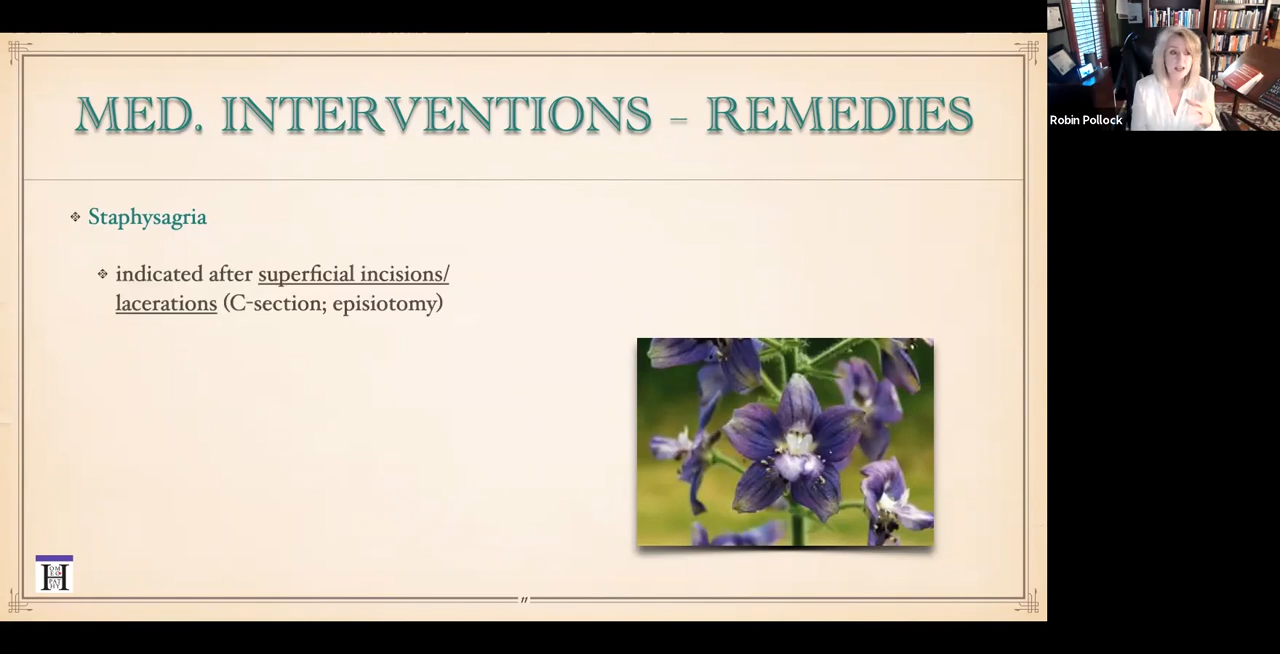 MED. INTERVENTIONS – REMEDIES
Staphysagria
indicated after superficial incisions/
lacerations (C-section; episiotomy)
Robin Pollock